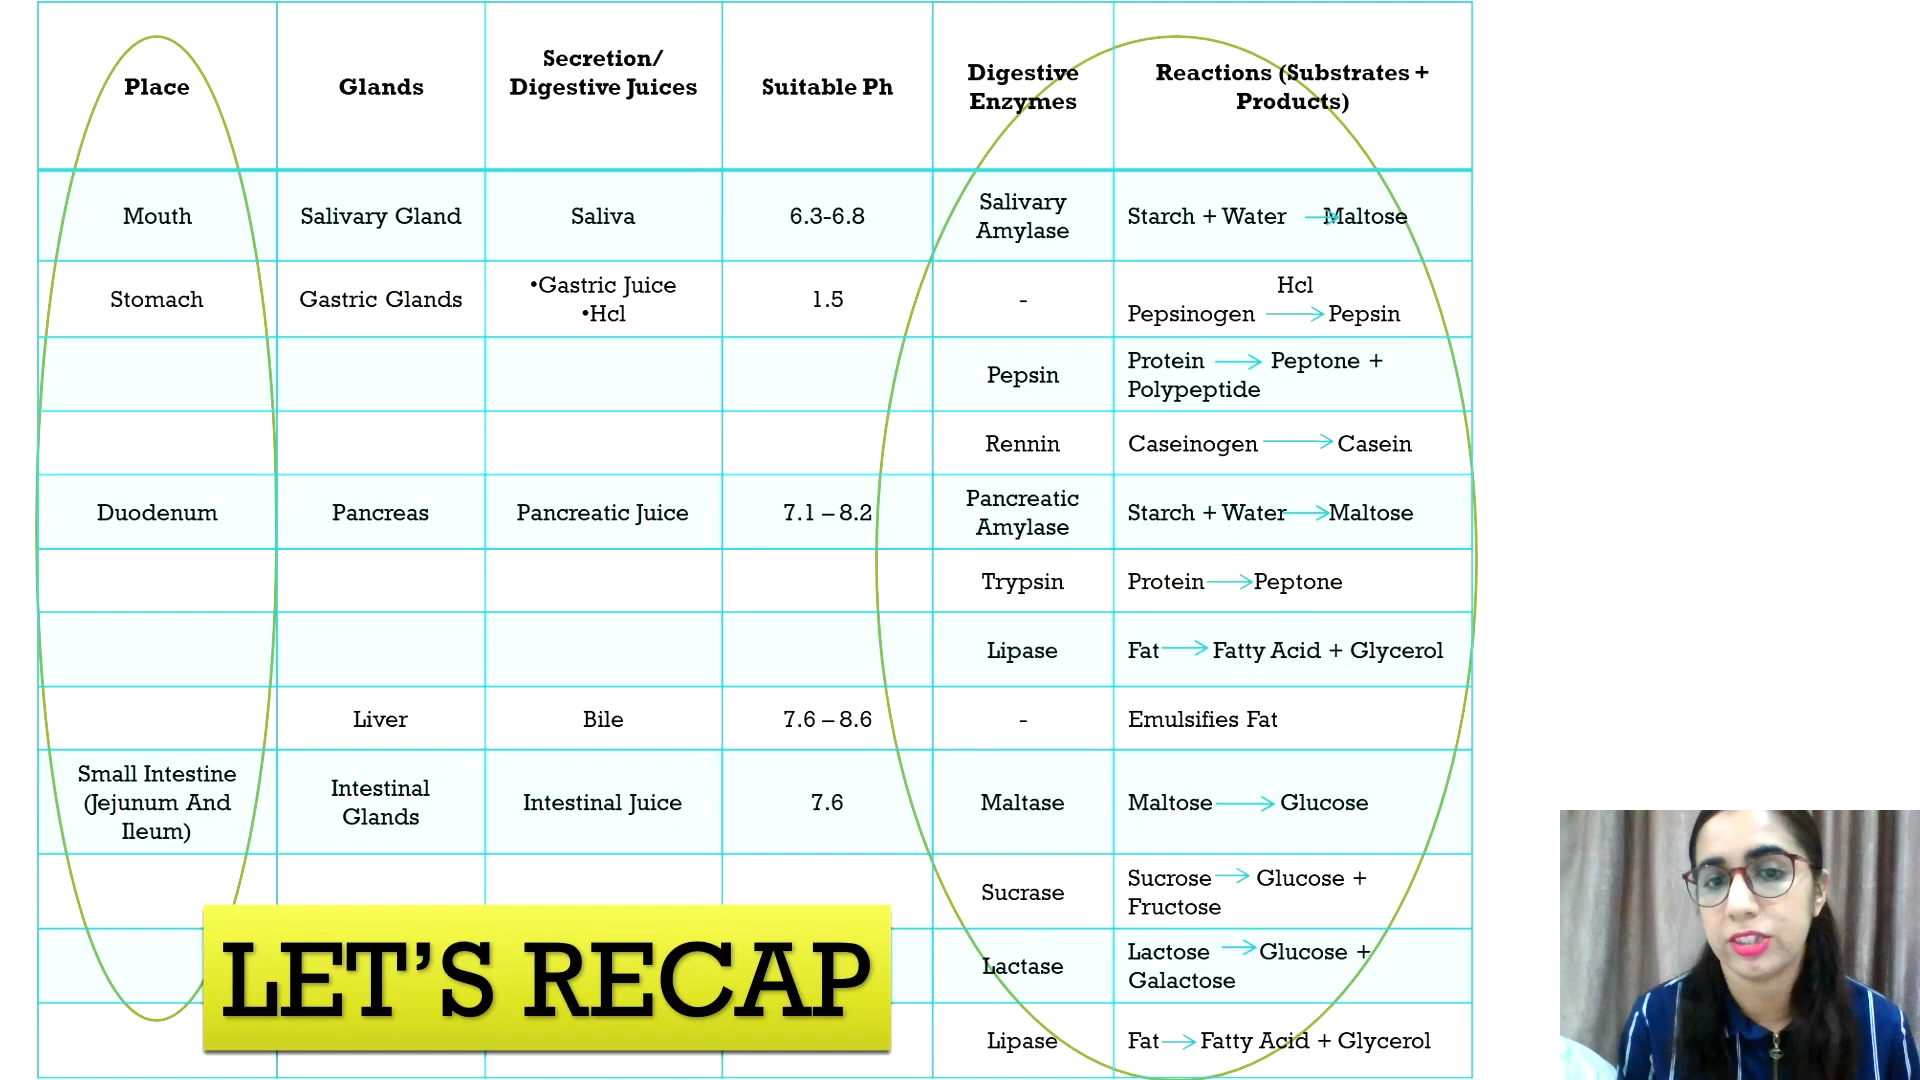 Place
Glands
Secretion/
Digestive Juices
Suitable Ph
Digestive
Enzymes
Reactions (Substrates +
Products)
Mouth
Salivary Gland
Saliva
6.3-6.8
Salivary
Amylase
Starch + Water → Maltose
Stomach
Gastric Glands
•Gastric Juice
•Hcl
1.5
-
Hcl
Pepsinogen → Pepsin
Pepsin
Protein → Peptone +
Polypeptide
Rennin
Caseinogen → Casein
Duodenum
Pancreas
Pancreatic Juice
7.1 – 8.2
Pancreatic
Amylase
Starch + Water → Maltose
Trypsin
Protein → Peptone
Lipase
Fat → Fatty Acid + Glycerol
Liver
Bile
7.6 – 8.6
-
Emulsifies Fat
Small Intestine
(Jejunum And
Ileum)
Intestinal
Glands
Intestinal Juice
7.6
Maltase
Maltose → Glucose
Sucrase
Sucrose → Glucose +
Fructose
Lactase
Lactose → Glucose +
Galactose
Lipase
Fat → Fatty Acid + Glycerol
LET'S RECAP